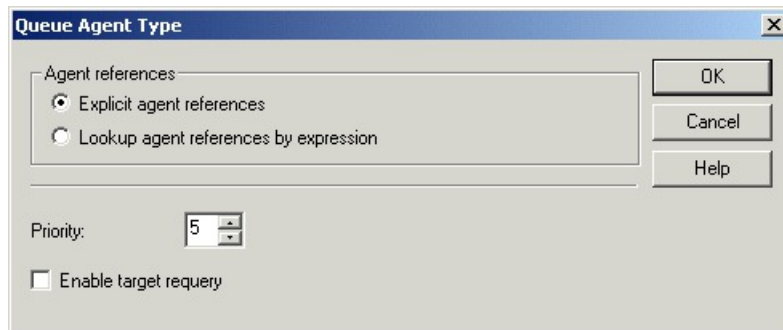 Queue Agent Type
Agent references
Explicit agent references
Lookup agent references by expression
OK
Cancel
Help
Priority: 5
Enable target requery